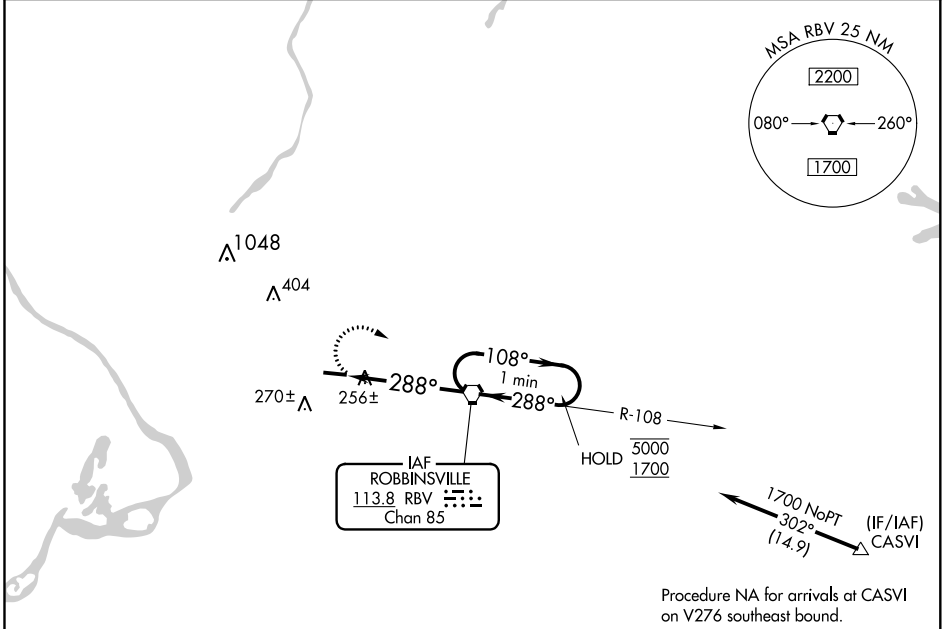 MSA RBV 25 NM
2200
080°
260°
1700
1048
404
108°
1 min
288°
288°
270±
256±
R-108
HOLD
5000
1700
IAF
ROBBINSVILLE
113.8 RBV
Chan 85
1700 NoPT
302°
(14.9)
(IF/IAF)
CASVI
Procedure NA for arrivals at CASVI
on V276 southeast bound.